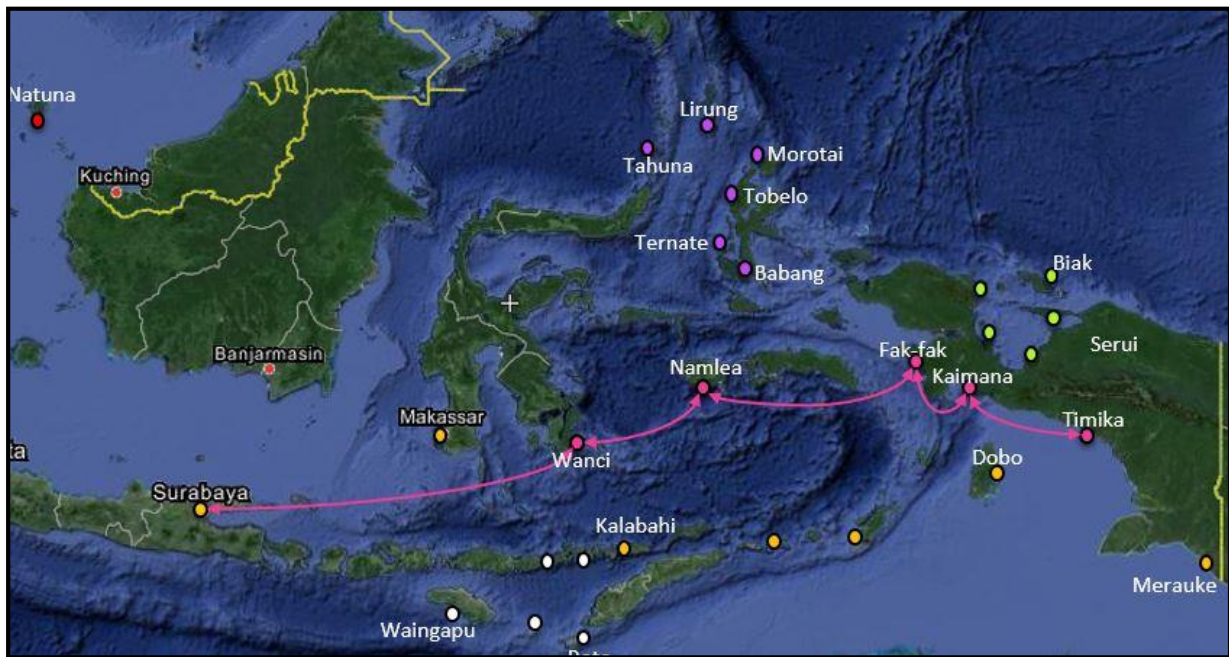 Natuna
Lirung
Kuching
Tahuna
Morotai
Tobelo
Ternate
Babang
Biak
Banjarmasin
Namlea
Fak-fak
Serui
Kaimana
Makassar
Timika
Wanci
ta
Dobo
Surabaya
Kalabahi
Merauke
Waingapu